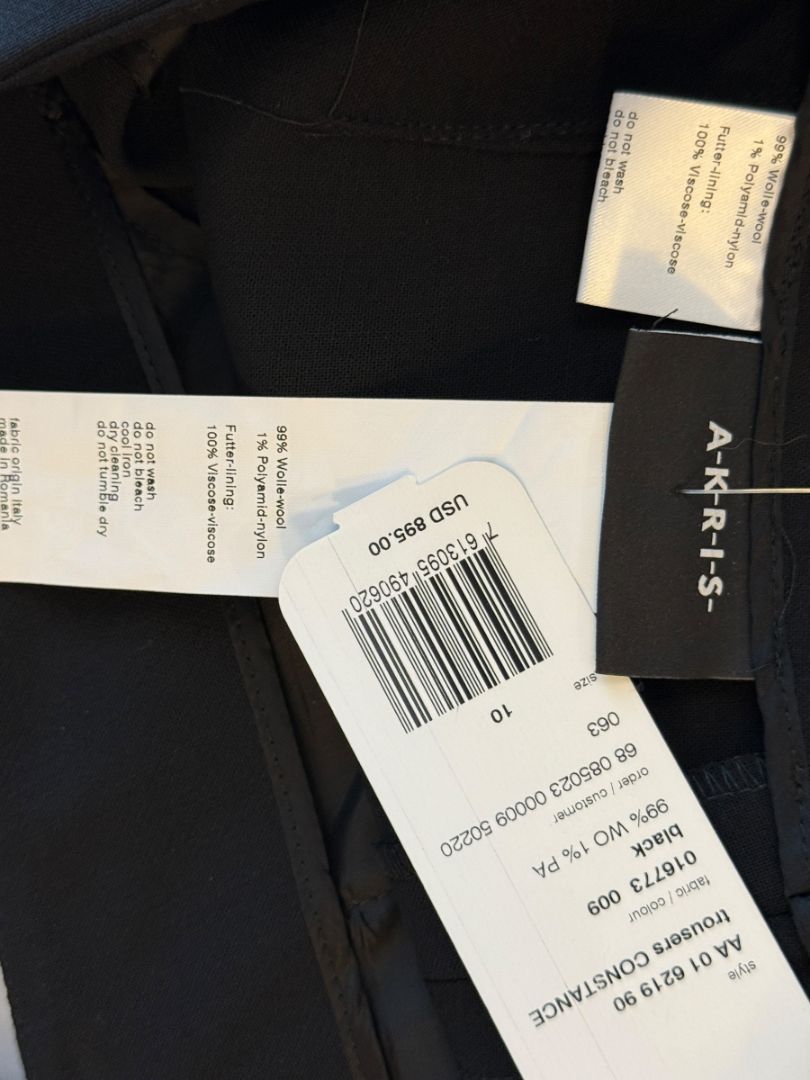 99% Wolle-wool
1% Polyamid-nylon
Futter-lining:
100% Viscose-viscose
do not wash
do not bleach
A-K-R-I-S-
99% Wolle-wool
1% Polyamid-nylon
Futter-lining:
100% Viscose-viscose
do not wash
do not bleach
cool iron
dry cleaning
do not tumble dry
fabric origin Italy
made in Romania
style
AA 01 6219 90
trousers CONSTANCE
fabric / colour
016773 009
black
99% WO 1% PA
order / customer
68 085023 00009 50220
063
size
10
7 613095 490620
USD 895.00